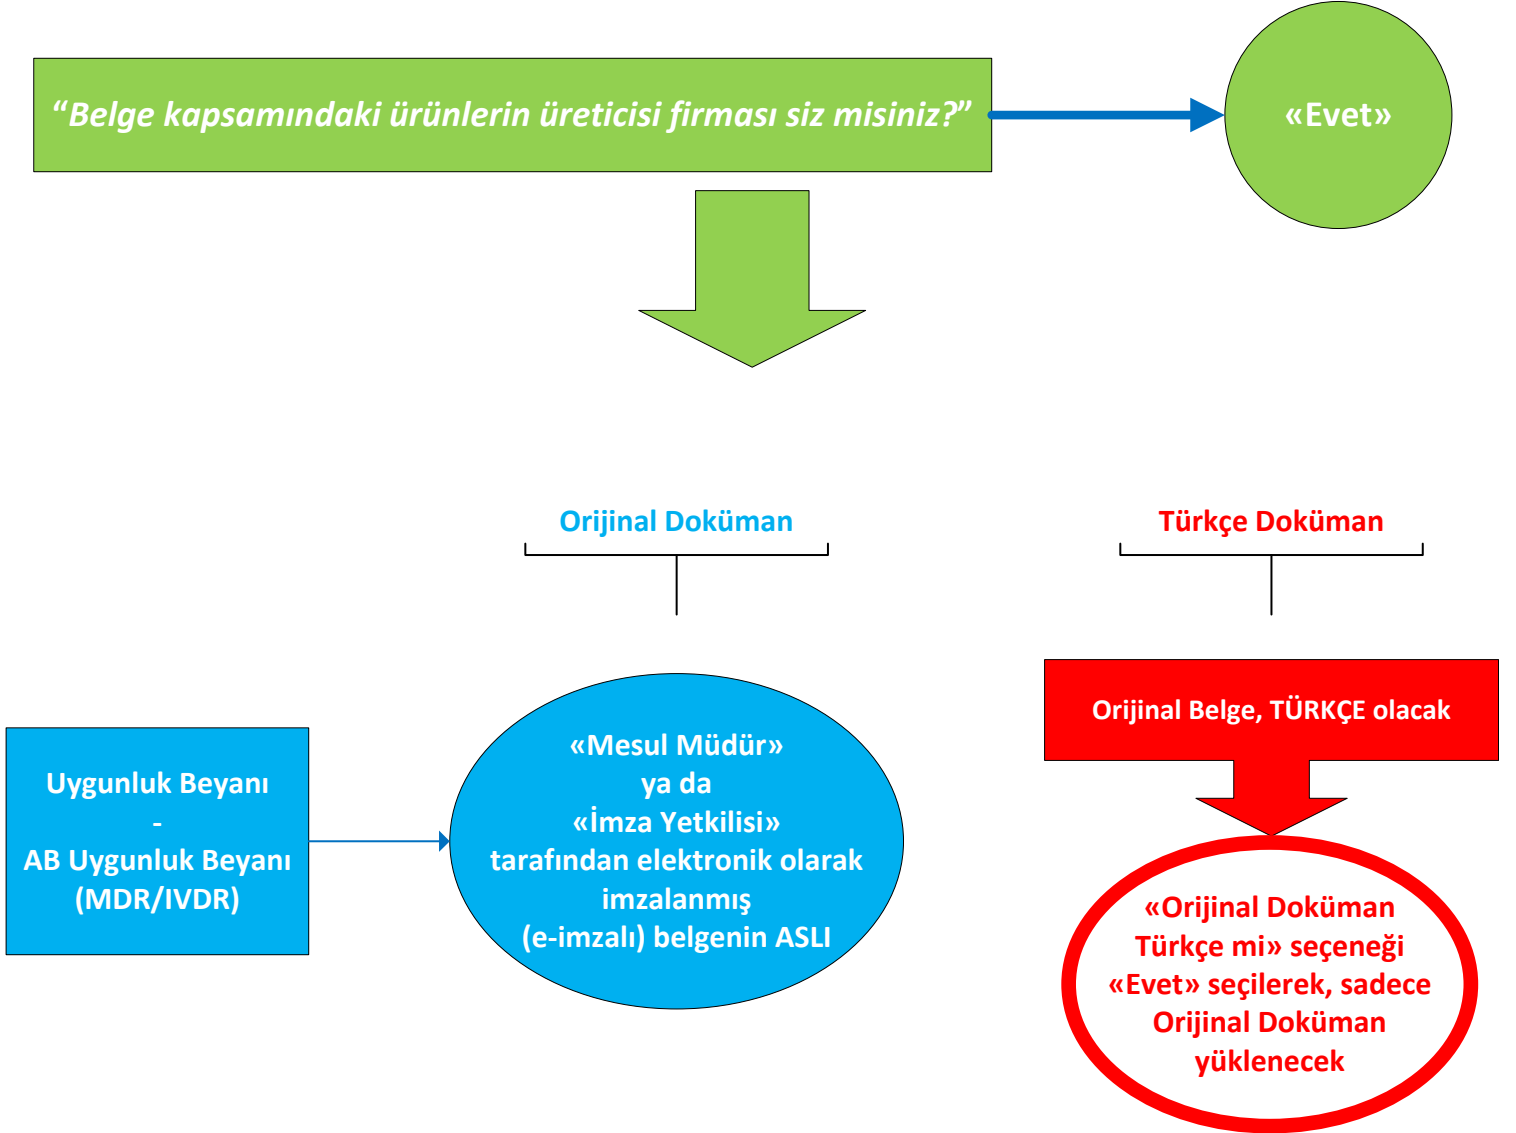 “Belge kapsamındaki ürünlerin üreticisi firması siz misiniz?”
«Evet»
Orijinal Doküman
Türkçe Doküman
Uygunluk Beyanı
-
AB Uygunluk Beyanı
(MDR/IVDR)
«Mesul Müdür»
ya da
«İmza Yetkilisi»
tarafından elektronik olarak
imzalanmış
(e-imzalı) belgenin ASLI
Orijinal Belge, TÜRKÇE olacak
«Orijinal Doküman
Türkçe mi» seçeneği
«Evet» seçilerek, sadece
Orijinal Doküman
yüklenecek